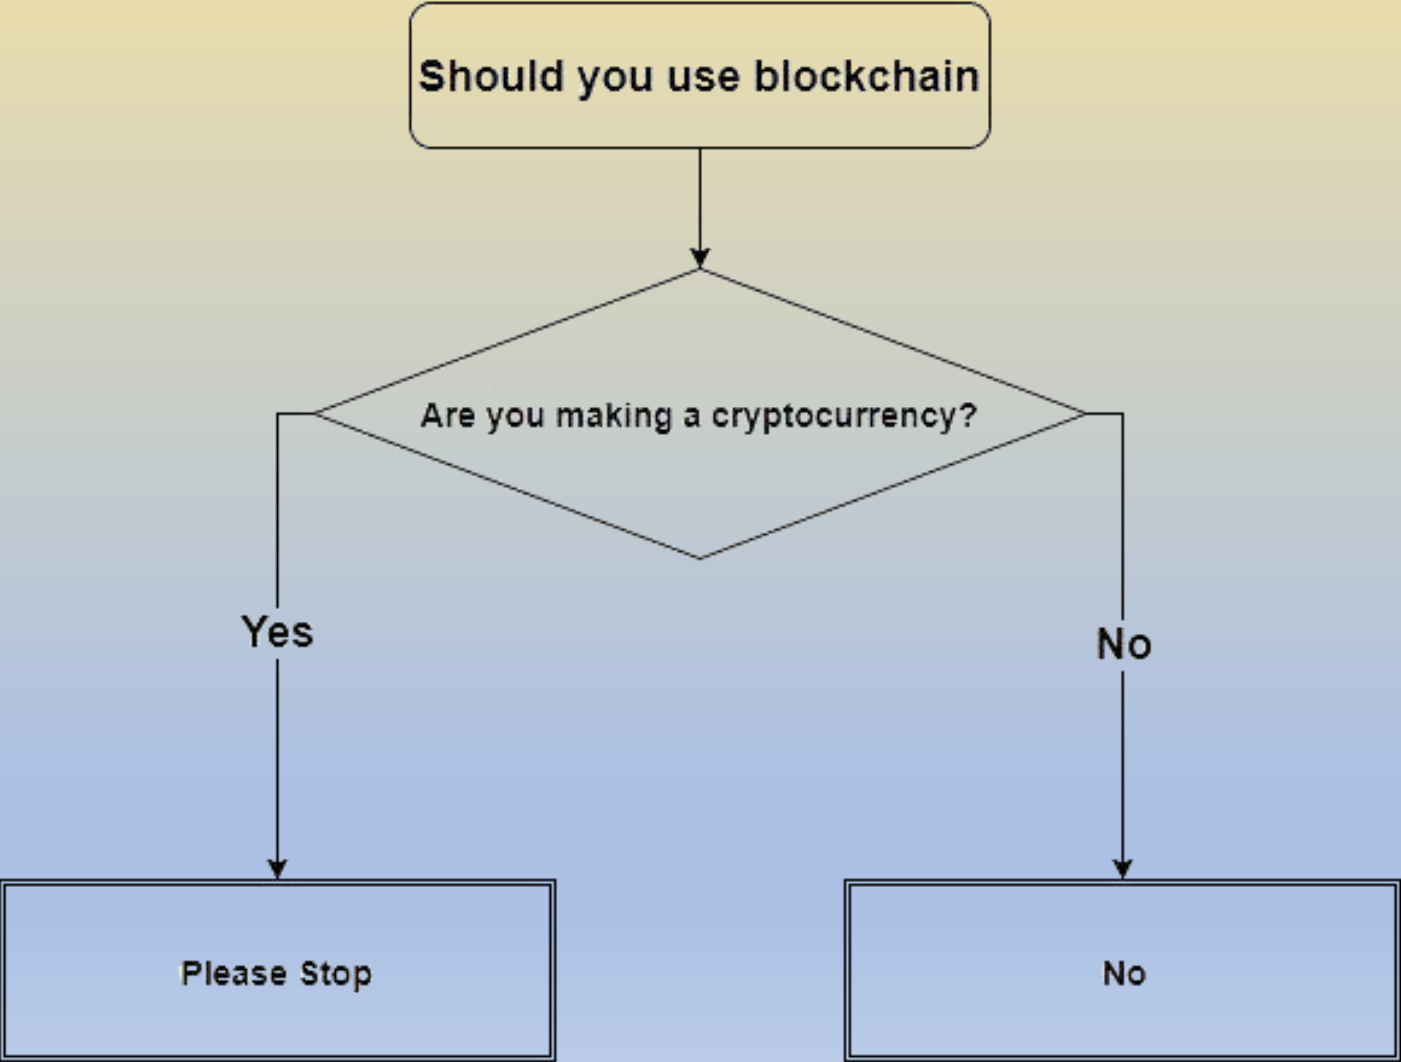 Should you use blockchain
Are you making a cryptocurrency?
Yes
No
Please Stop
No